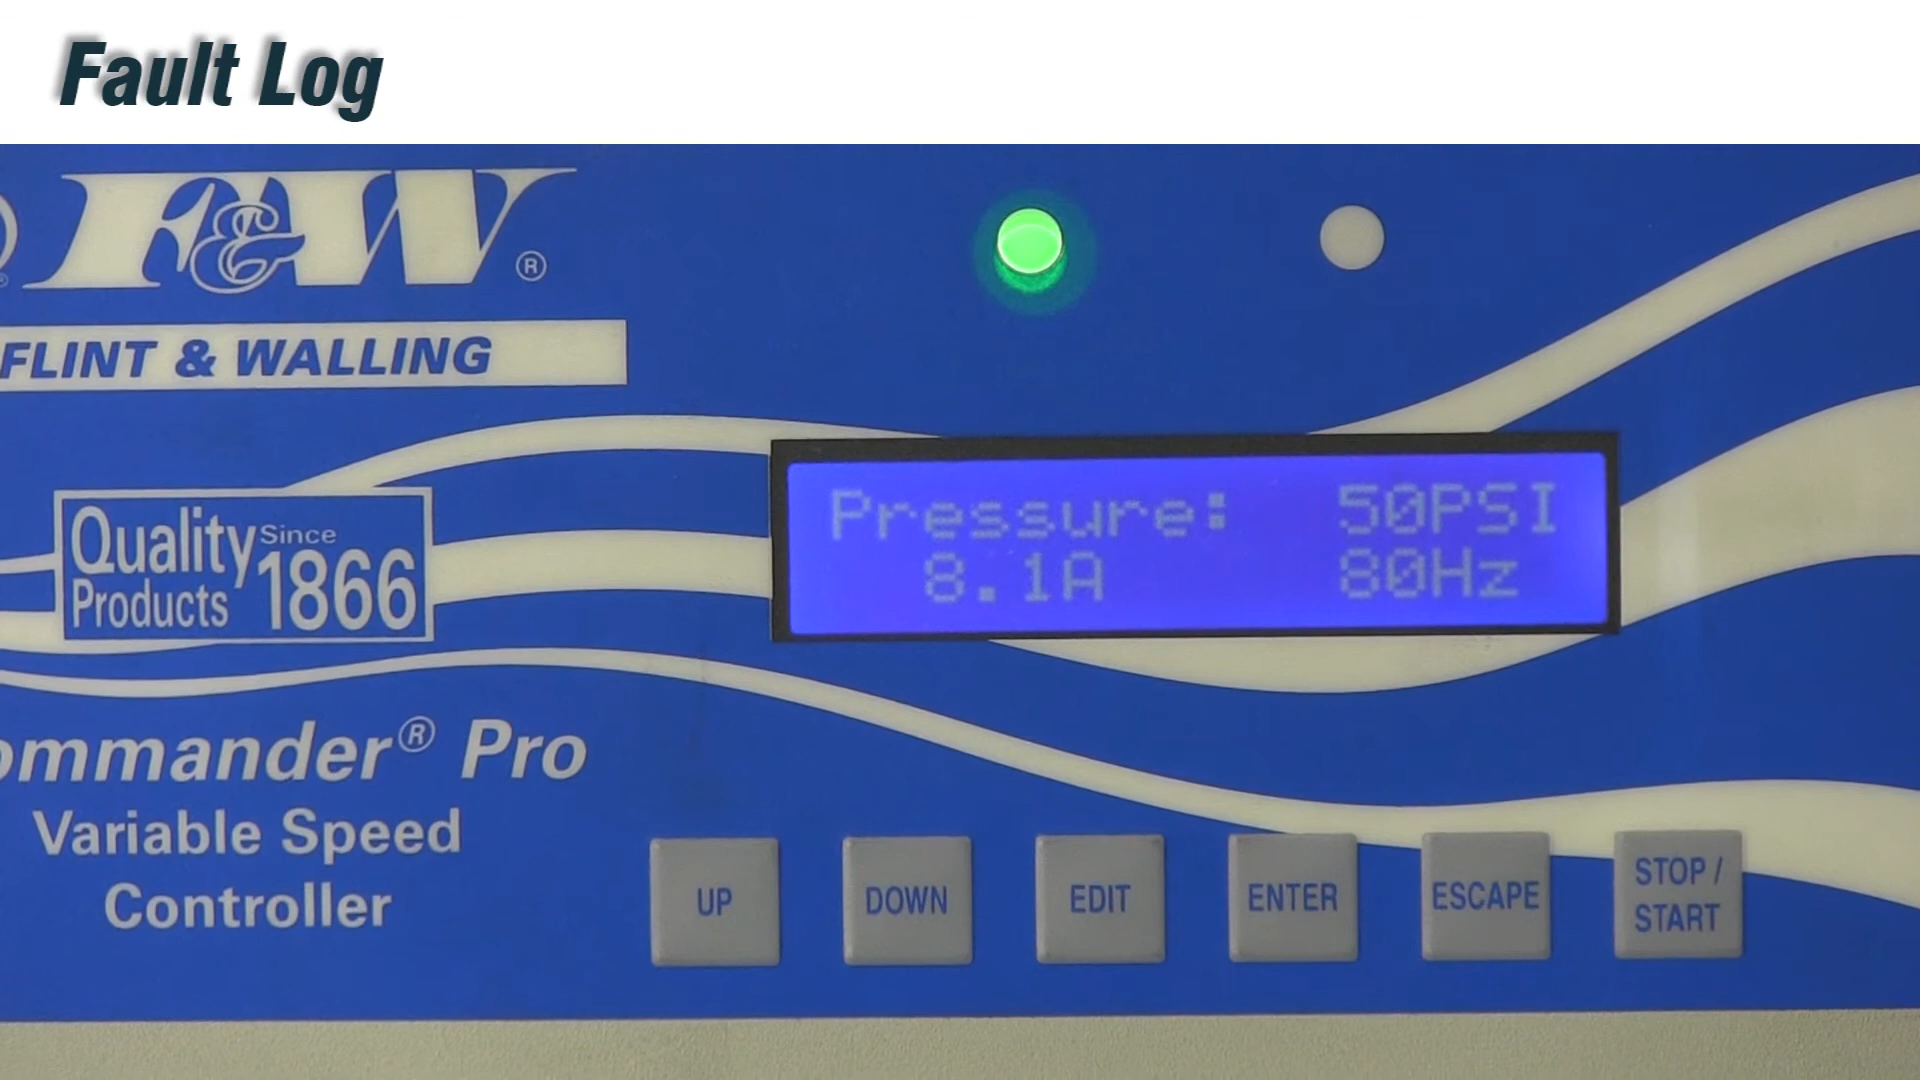 Fault Log
F&W®
FLINT & WALLING
Quality Since
Products 1866
Pressure: 50PSI
8.1A 80Hz
ommander® Pro
Variable Speed
Controller
UP
DOWN
EDIT
ENTER
ESCAPE
STOP /
START